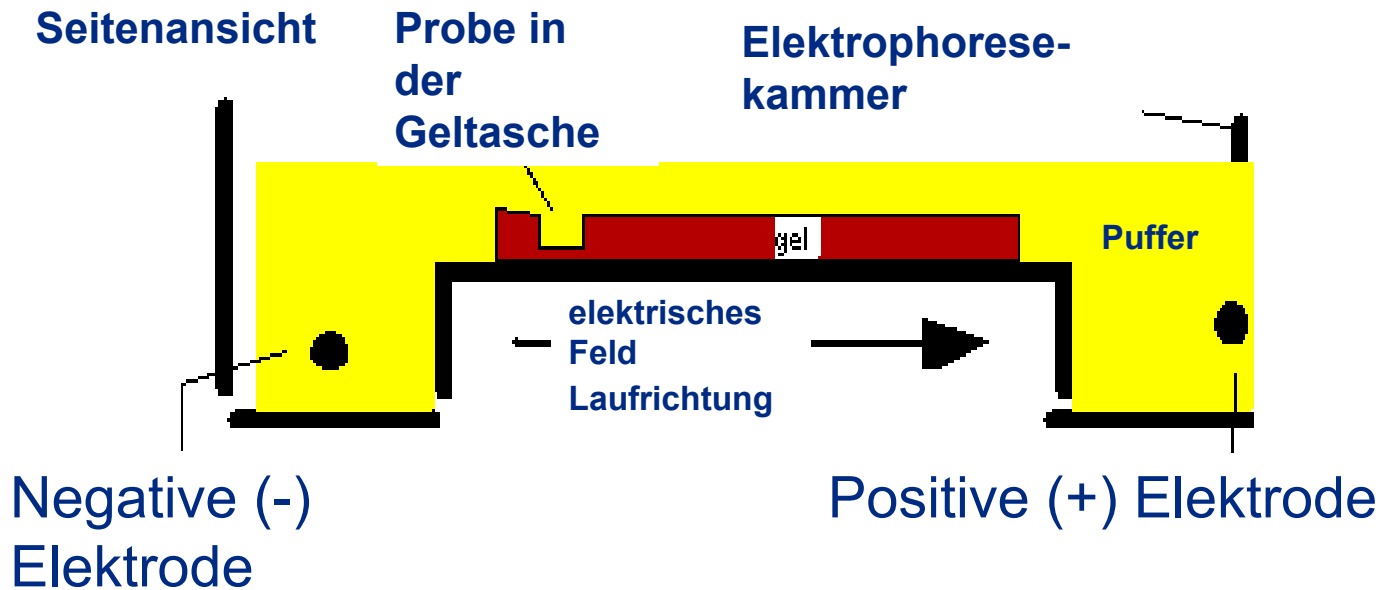 Seitenansicht
Probe in
der
Geltasche
Elektrophorese-
kammer
gel
Puffer
elektrisches
Feld
Laufrichtung
Negative (-)
Elektrode
Positive (+) Elektrode